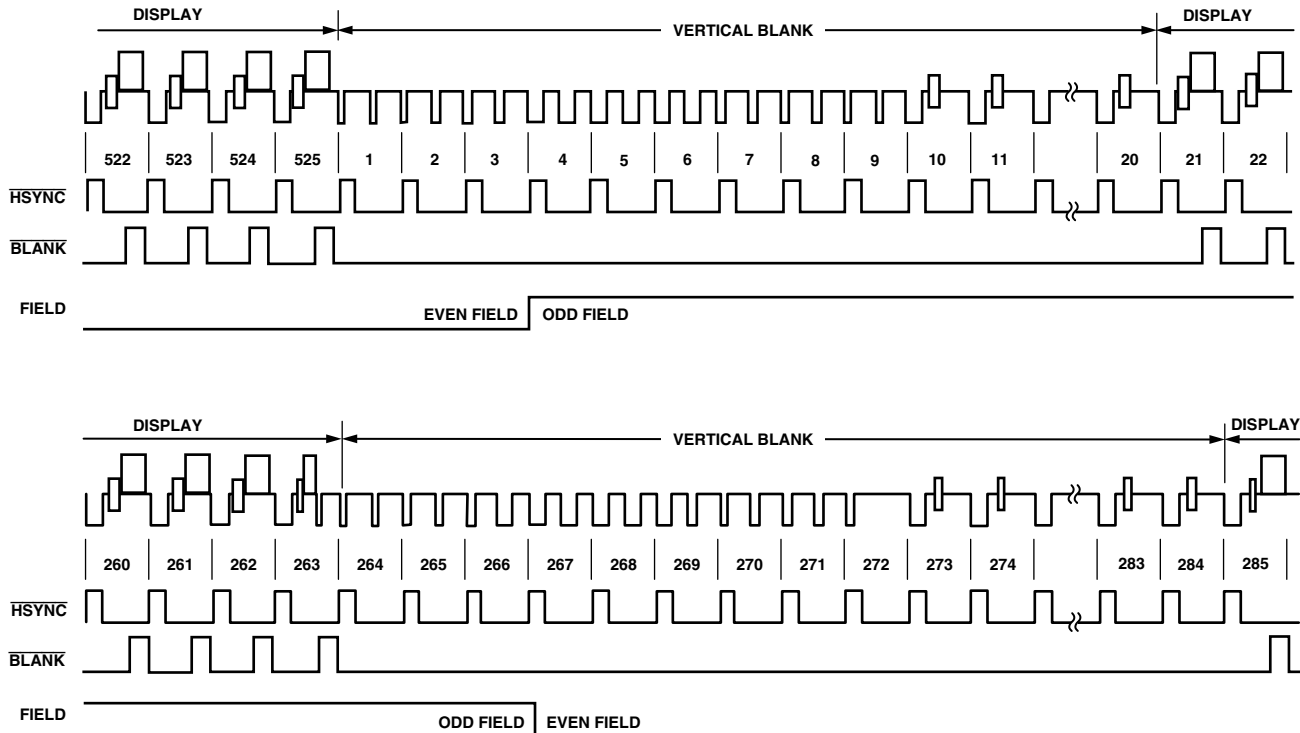 DISPLAY VERTICAL BLANK DISPLAY
522 523 524 525 1 2 3 4 5 6 7 8 9 10 11 20 21 22
HSYNC
BLANK
FIELD EVEN FIELD ODD FIELD
DISPLAY VERTICAL BLANK DISPLAY
260 261 262 263 264 265 266 267 268 269 270 271 272 273 274 283 284 285
HSYNC
BLANK
FIELD ODD FIELD EVEN FIELD